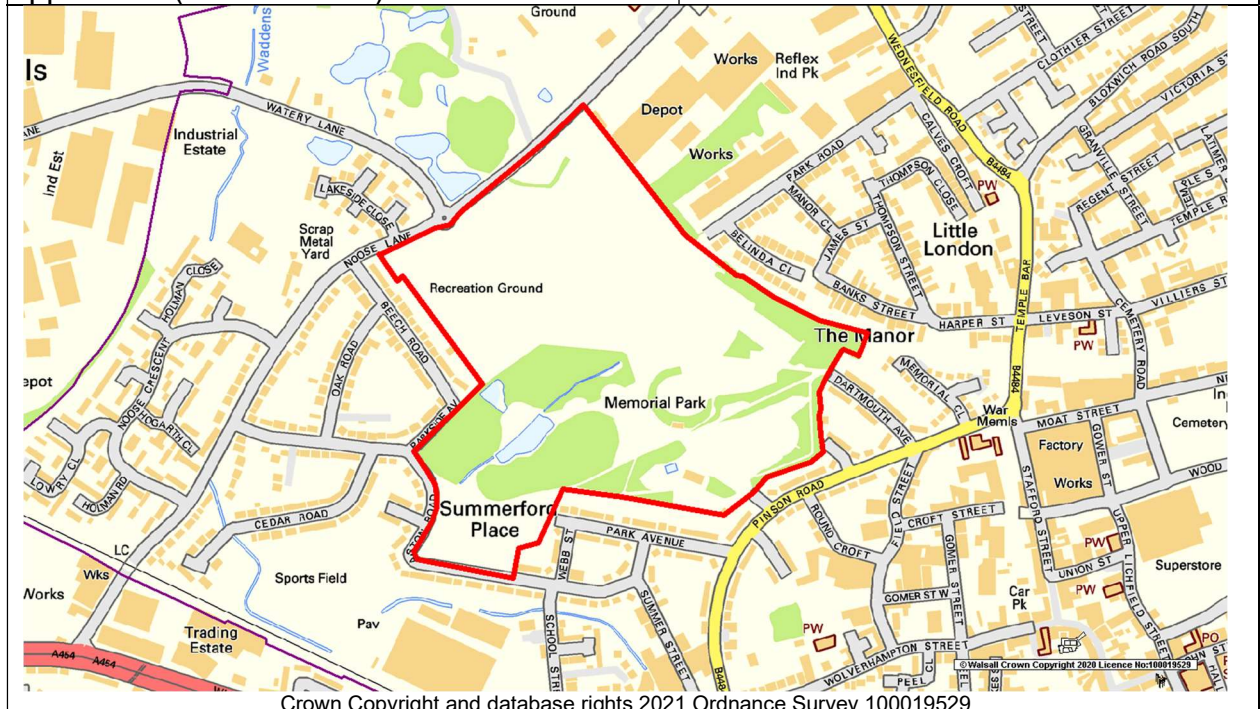 Ground
Waddens
WEDNESFIELD ROAD
STREET
CLOTHIER STREET
BLOXWICH ROAD SOUTH
ls
Works
Reflex
Ind Pk
VICTORIA ST
WATERY LANE
Depot
Industrial
Estate
Ind Est
Works
PARK ROAD
CALVES CROFT
B4484
GRANVILLE STREET
LATIMER
THOMPSON CLOSE
PW
REGENT STREET
TEMPLE R
LAKESIDE CLOSE
MANOR CL
JAMES ST
THOMPSON STREET
Little
London
Scrap
Metal
Yard
NOOSE LANE
BELINDA CL
HOLMAN CLOSE
Recreation Ground
BANKS STREET
TEMPLE BAR
VILLIERS ST
CEMETERY ROAD
HARPER ST
LEVESON STREET
The Manor
PW
BEECH ROAD
OAK ROAD
NOOSE CRESCENT
epot
DARTMOUTH AVE
MEMORIAL CL
B4484
Memorial Park
War
Memls
MOAT STREET
Cemetery
PARKSIDE AV
HOGARTH CL
Factory
Works
GOWER ST
LOWRY CL
HOLMAN RD
PINSON ROAD
WOOD
STAFFORD STREET
Summerford
Place
CEDAR ROAD
ROUND CROFT
FIELD STREET
CROFT STREET
UPPER LICHFIELD STREET
PARK AVENUE
WEBB ST
LC
PW
GOMER STREET
UNION ST
Superstore
Wks
Works
Sports Field
Pav
SCHOOL STR
SUMMER STREET
GOMER ST W
Car
Pk
PW
Trading
Estate
PW
PO
A454
A454
WOLVERHAMPTON STREET
PEEL CL
©Walsall Crown Copyright 2020 Licence No:100019529
Crown Copyright and database rights 2021 Ordnance Survey 100019529